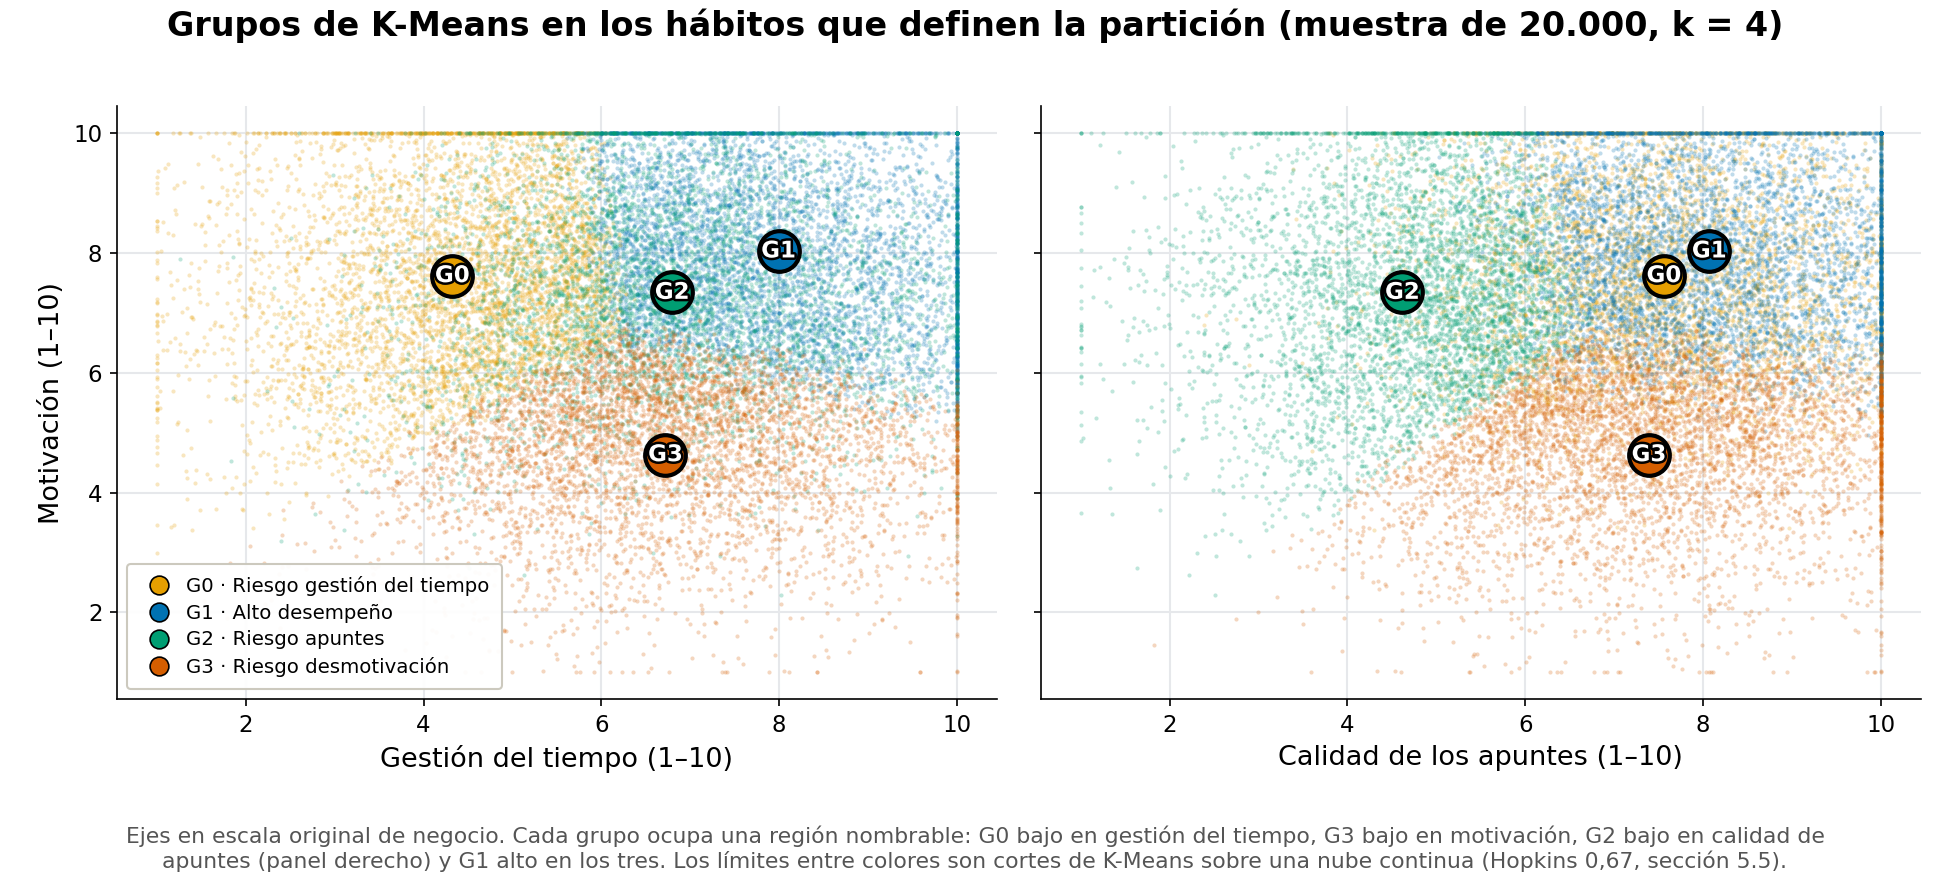 Grupos de K-Means en los hábitos que definen la partición (muestra de 20.000, k = 4)
Motivación (1–10)
10
8
6
4
2
G0
G1
G2
G3
G0 · Riesgo gestión del tiempo
G1 · Alto desempeño
G2 · Riesgo apuntes
G3 · Riesgo desmotivación
2 4 6 8 10
Gestión del tiempo (1–10)
G1
G0
G2
G3
2 4 6 8 10
Calidad de los apuntes (1–10)
Ejes en escala original de negocio. Cada grupo ocupa una región nombrable: G0 bajo en gestión del tiempo, G3 bajo en motivación, G2 bajo en calidad de
apuntes (panel derecho) y G1 alto en los tres. Los límites entre colores son cortes de K-Means sobre una nube continua (Hopkins 0,67, sección 5.5).